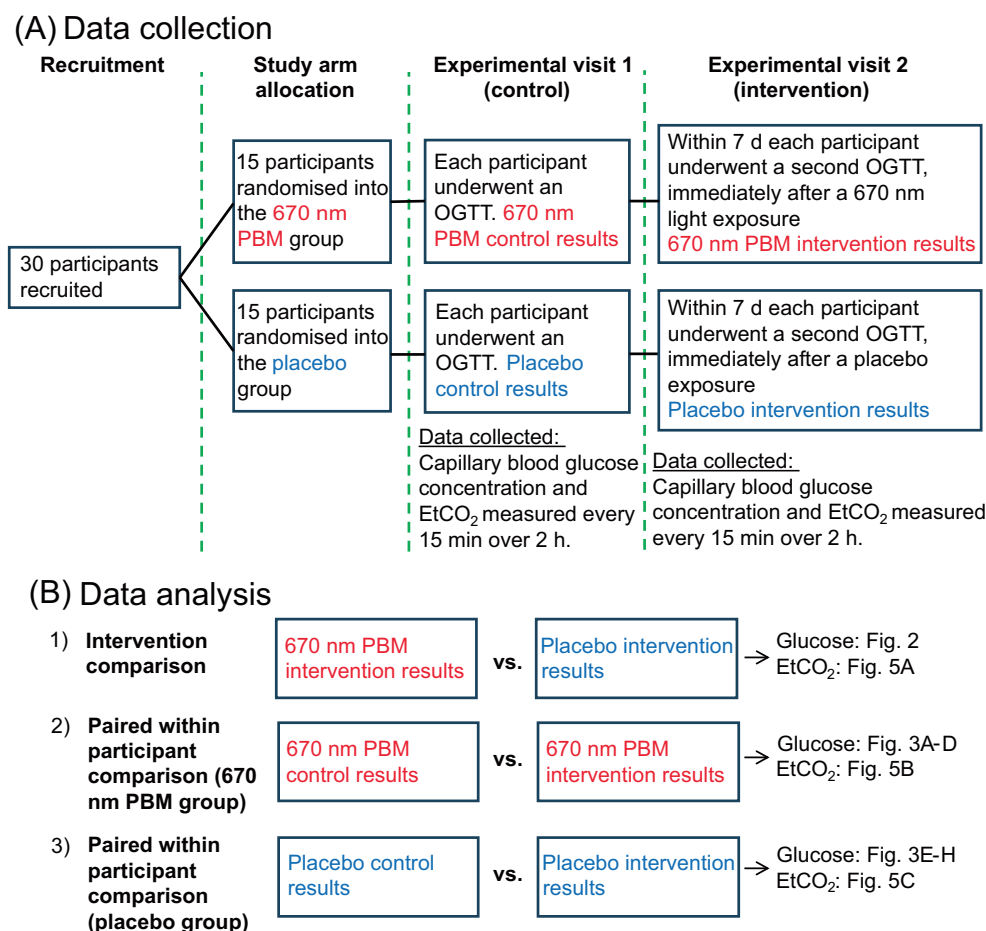 (A) Data collection
Recruitment
Study arm
allocation
Experimental visit 1
(control)
Experimental visit 2
(intervention)
30 participants
recruited
15 participants
randomised into
the 670 nm
PBM group
Each participant
underwent an
OGTT. 670 nm
PBM control results
Within 7 d each participant
underwent a second OGTT,
immediately after a 670 nm
light exposure
670 nm PBM intervention results
15 participants
randomised into
the placebo
group
Each participant
underwent an
OGTT. Placebo
control results
Within 7 d each participant
underwent a second OGTT,
immediately after a placebo
exposure
Placebo intervention results
Data collected:
Capillary blood glucose
concentration and
EtCO₂ measured every
15 min over 2 h.
Data collected:
Capillary blood glucose
concentration and EtCO₂ measured
every 15 min over 2 h.
(B) Data analysis
1) Intervention
comparison
670 nm PBM
intervention results
vs.
Placebo intervention
results
Glucose: Fig. 2
EtCO₂: Fig. 5A
2) Paired within
participant
comparison (670
nm PBM group)
670 nm PBM
control results
vs.
670 nm PBM
intervention results
Glucose: Fig. 3A-D
EtCO₂: Fig. 5B
3) Paired within
participant
comparison
(placebo group)
Placebo control
results
vs.
Placebo intervention
results
Glucose: Fig. 3E-H
EtCO₂: Fig. 5C